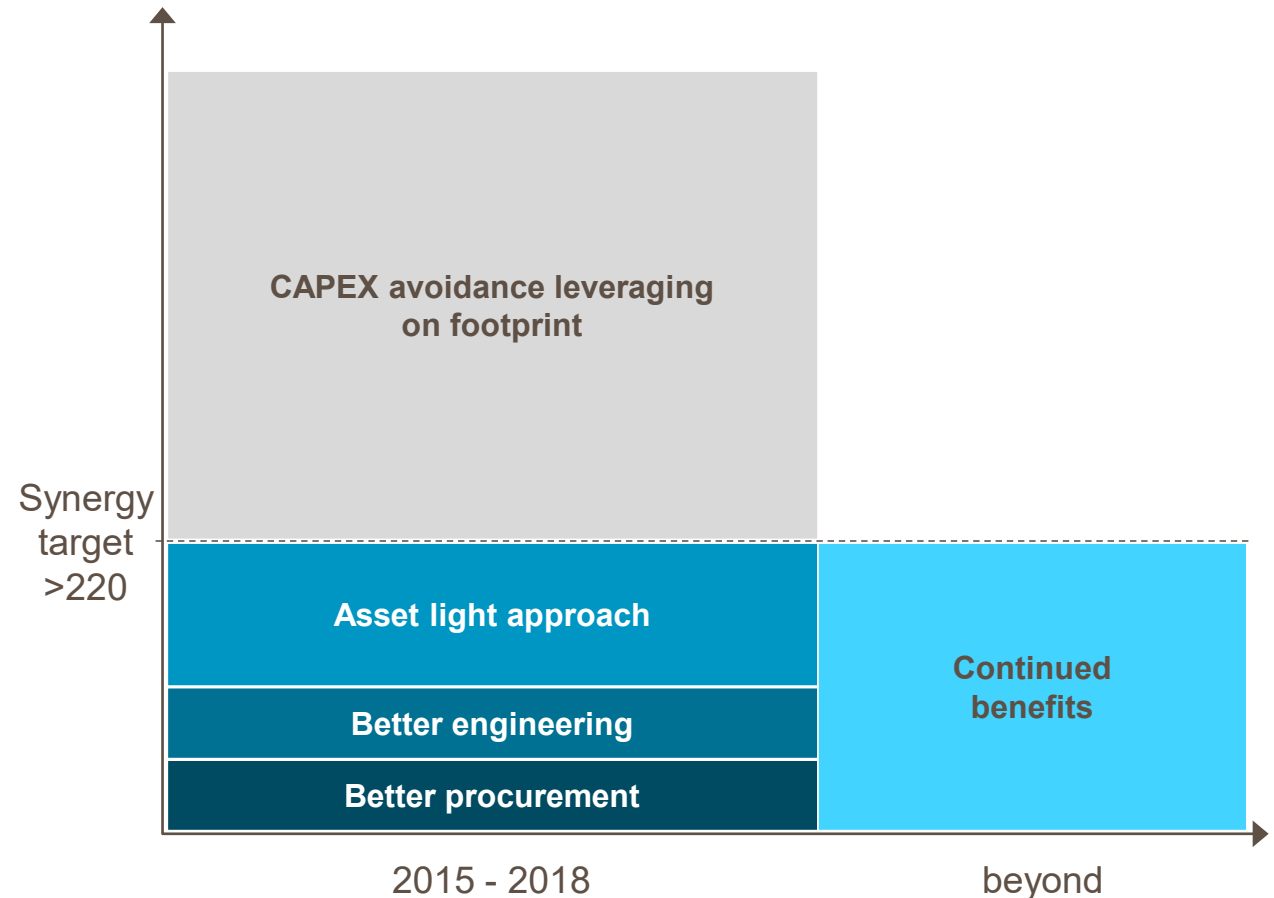 CAPEX avoidance leveraging
on footprint
Synergy
target
>220
Asset light approach
Better engineering
Better procurement
Continued
benefits
2015 - 2018
beyond